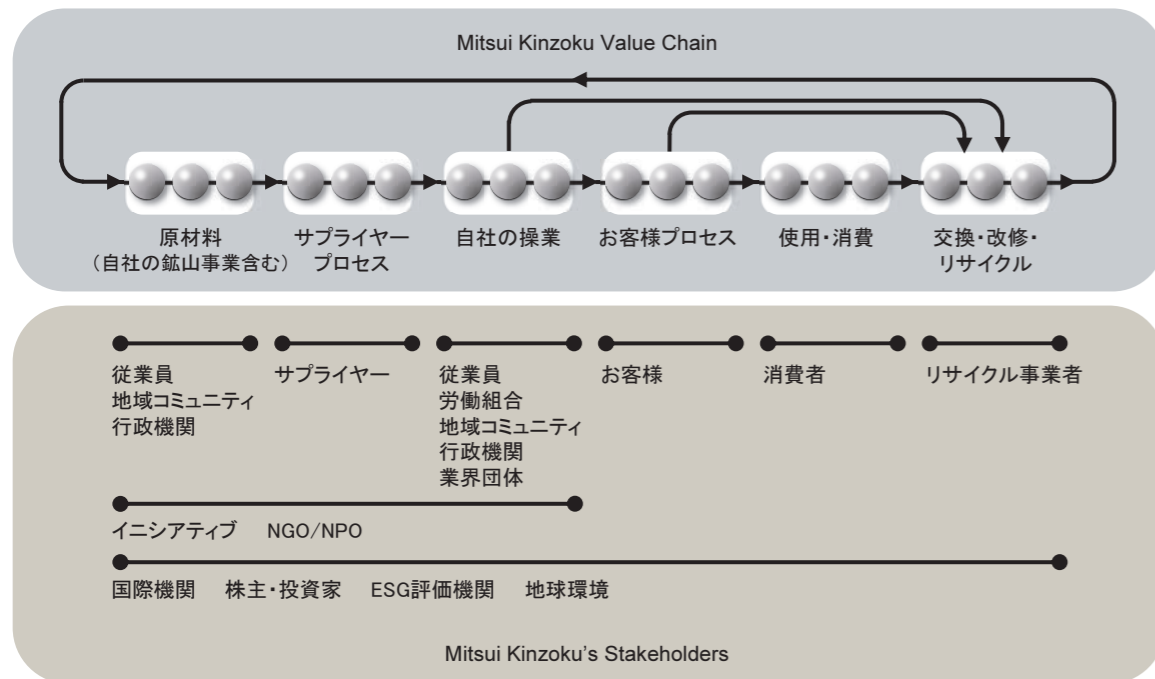 Mitsui Kinzoku Value Chain
原材料
（自社の鉱山事業含む）
サプライヤー
プロセス
自社の操業
お客様プロセス
使用・消費
交換・改修・
リサイクル
従業員
地域コミュニティ
行政機関
サプライヤー
従業員
労働組合
地域コミュニティ
行政機関
業界団体
お客様
消費者
リサイクル事業者
イニシアティブ NGO/NPO
国際機関 株主・投資家 ESG評価機関 地球環境
Mitsui Kinzoku's Stakeholders